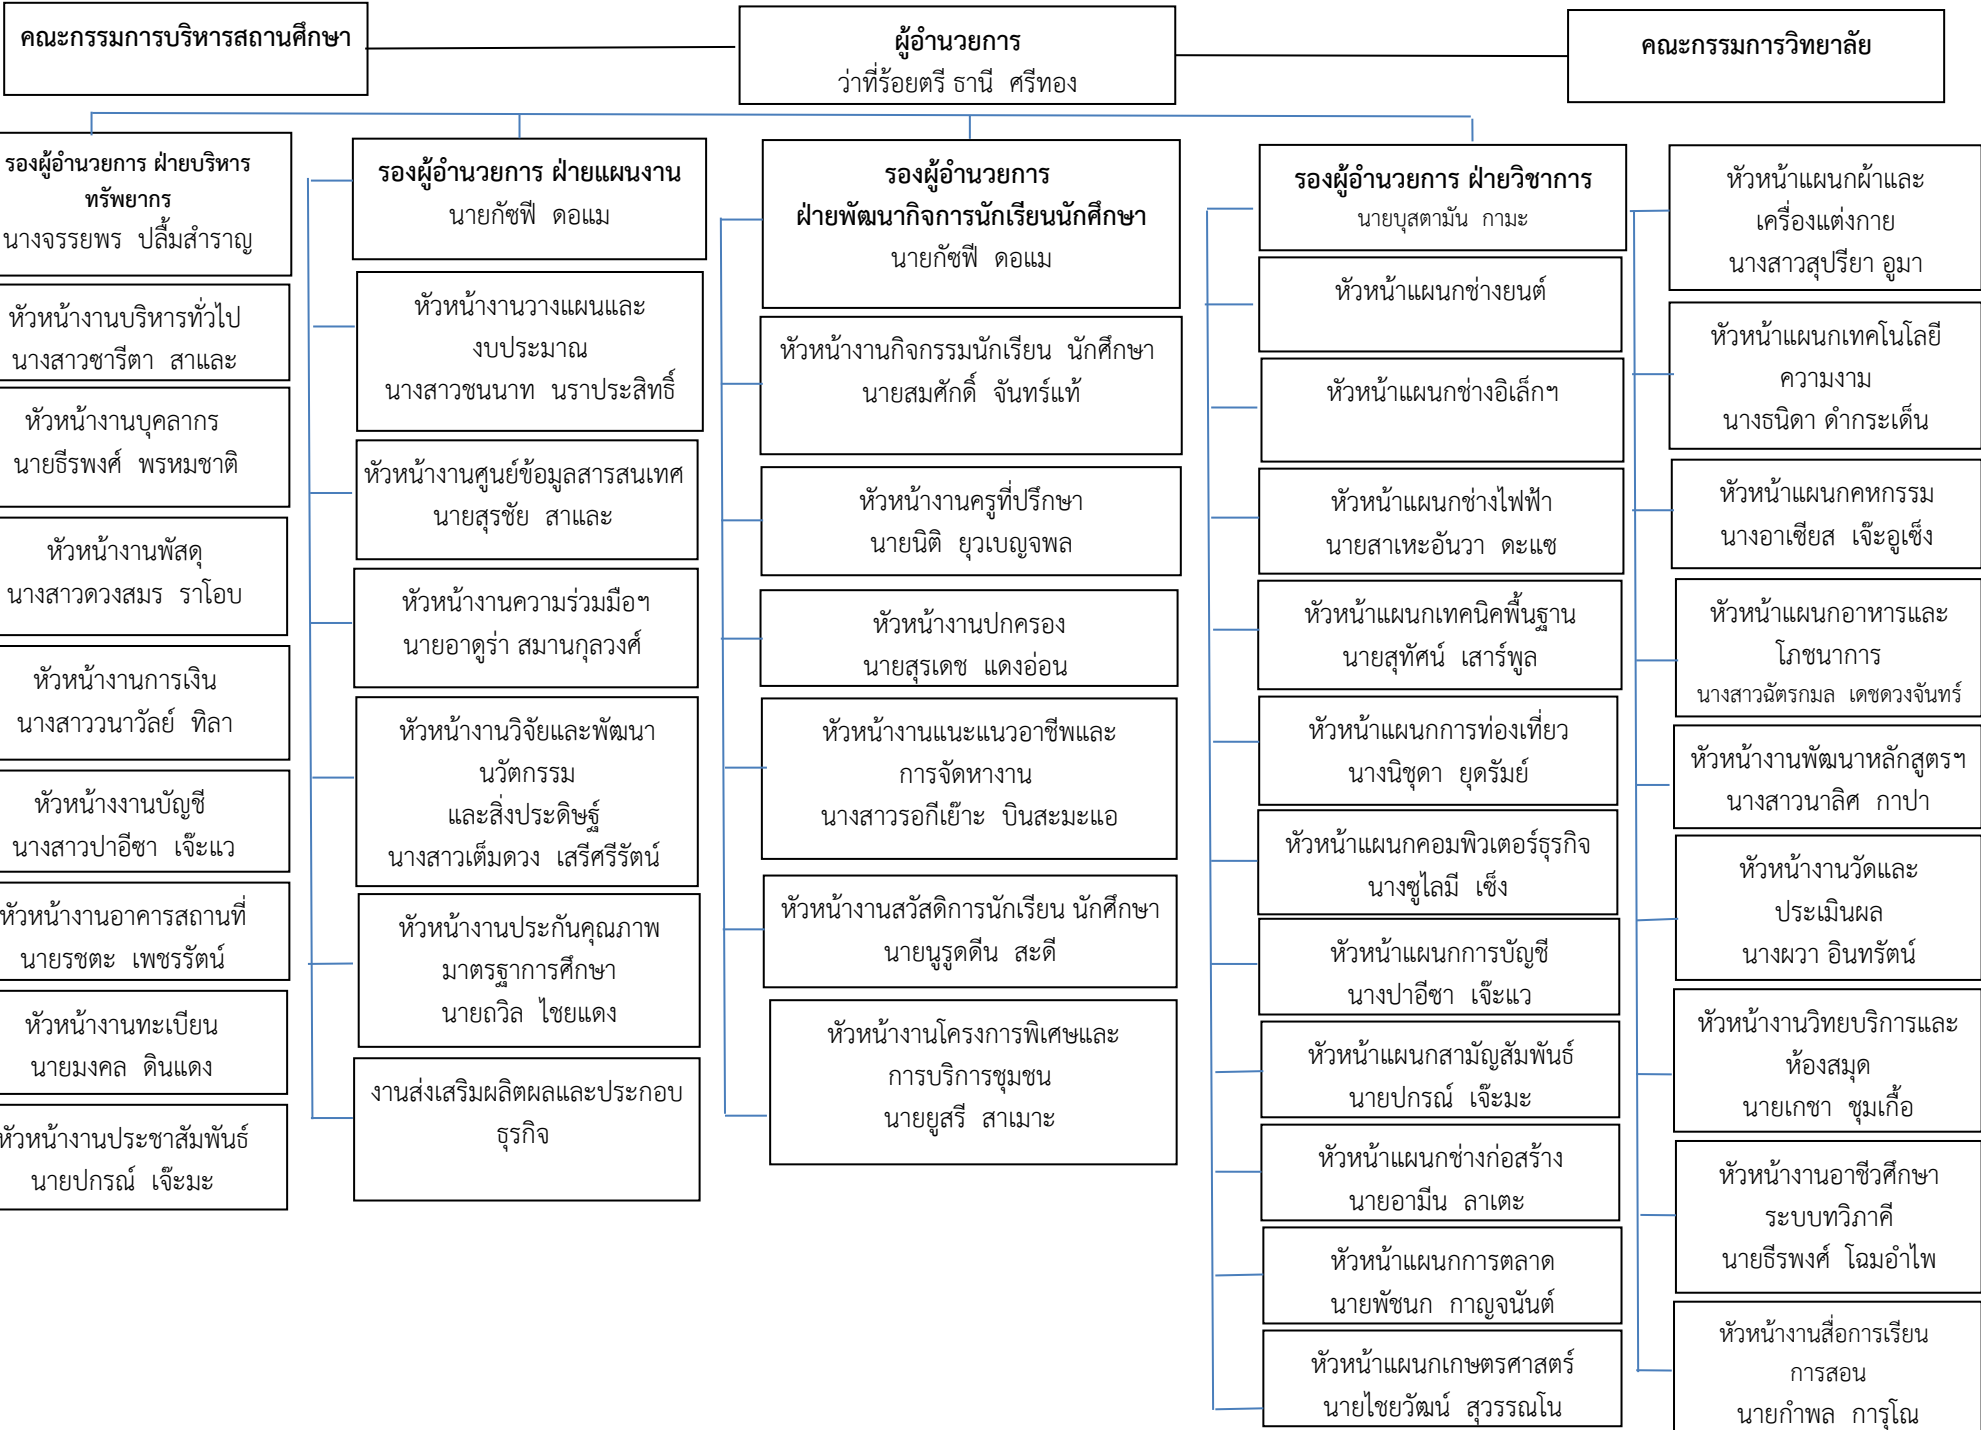 คณะกรรมการบริหารสถานศึกษา
ผู้อำนวยการ
ว่าที่ร้อยตรี ธานี ศรีทอง
คณะกรรมการวิทยาลัย
รองผู้อำนวยการ ฝ่ายบริหาร
ทรัพยากร
นางจรรยพร ปลื้มสำราญ
หัวหน้างานบริหารทั่วไป
นางสาวซารีตา สาและ
หัวหน้างานบุคลากร
นายธีรพงศ์ พรหมชาติ
หัวหน้างานพัสดุ
นางสาวดวงสมร ราโอบ
หัวหน้างานการเงิน
นางสาววนาวัลย์ ทิลา
หัวหน้างงานบัญชี
นางสาวปาอีซา เจ๊ะแว
หัวหน้างานอาคารสถานที่
นายรชตะ เพชรรัตน์
หัวหน้างานทะเบียน
นายมงคล ดินแดง
หัวหน้างานประชาสัมพันธ์
นายปกรณ์ เจ๊ะมะ
รองผู้อำนวยการ ฝ่ายแผนงาน
นายกัซฟี ดอแม
หัวหน้างานวางแผนและ
งบประมาณ
นางสาวชนนาท นราประสิทธิ์
หัวหน้างานศูนย์ข้อมูลสารสนเทศ
นายสุรชัย สาและ
หัวหน้างานความร่วมมือฯ
นายอาดูร่า สมานกุลวงศ์
หัวหน้างานวิจัยและพัฒนา
นวัตกรรม
และสิ่งประดิษฐ์
นางสาวเต็มดวง เสรีศรีรัตน์
หัวหน้างานประกันคุณภาพ
มาตรฐาการศึกษา
นายถวิล ไชยแดง
งานส่งเสริมผลิตผลและประกอบ
ธุรกิจ
รองผู้อำนวยการ
ฝ่ายพัฒนากิจการนักเรียนนักศึกษา
นายกัซฟี ดอแม
หัวหน้างานกิจกรรมนักเรียน นักศึกษา
นายสมศักดิ์ จันทร์แท้
หัวหน้างานครูที่ปรึกษา
นายนิติ ยุวเบญจพล
หัวหน้างานปกครอง
นายสุรเดช แดงอ่อน
หัวหน้างานแนะแนวอาชีพและ
การจัดหางาน
นางสาวรอกีเย๊าะ บินสะมะแอ
หัวหน้างานสวัสดิการนักเรียน นักศึกษา
นายนูรูดดีน สะดี
หัวหน้างานโครงการพิเศษและ
การบริการชุมชน
นายยูสรี สาเมาะ
รองผู้อำนวยการ ฝ่ายวิชาการ
นายบุสตามัน กามะ
หัวหน้าแผนกช่างยนต์
หัวหน้าแผนกช่างอิเล็กฯ
หัวหน้าแผนกช่างไฟฟ้า
นายสาเหะอันวา ดะแซ
หัวหน้าแผนกเทคนิคพื้นฐาน
นายสุทัศน์ เสาร์พูล
หัวหน้าแผนกการท่องเที่ยว
นางนิชุดา ยุดรัมย์
หัวหน้าแผนกคอมพิวเตอร์ธุรกิจ
นางซูไลมี เซ็ง
หัวหน้าแผนกการบัญชี
นางปาอีซา เจ๊ะแว
หัวหน้าแผนกสามัญสัมพันธ์
นายปกรณ์ เจ๊ะมะ
หัวหน้าแผนกช่างก่อสร้าง
นายอามีน ลาเตะ
หัวหน้าแผนกการตลาด
นายพัชนก กาญจนันต์
หัวหน้าแผนกเกษตรศาสตร์
นายไชยวัฒน์ สุวรรณโน
หัวหน้าแผนกผ้าและ
เครื่องแต่งกาย
นางสาวสุปรียา อูมา
หัวหน้าแผนกเทคโนโลยี
ความงาม
นางธนิดา ดำกระเด็น
หัวหน้าแผนกคหกรรม
นางอาเซียส เจ๊ะอูเซ็ง
หัวหน้าแผนกอาหารและ
โภชนาการ
นางสาวฉัตรกมล เดชดวงจันทร์
หัวหน้างานพัฒนาหลักสูตรฯ
นางสาวนาลิศ กาปา
หัวหน้างานวัดและ
ประเมินผล
นางผวา อินทรัตน์
หัวหน้างานวิทยบริการและ
ห้องสมุด
นายเกชา ชุมเกื้อ
หัวหน้างานอาชีวศึกษา
ระบบทวิภาคี
นายธีรพงศ์ โฉมอำไพ
หัวหน้างานสื่อการเรียน
การสอน
นายกำพล การุโณ